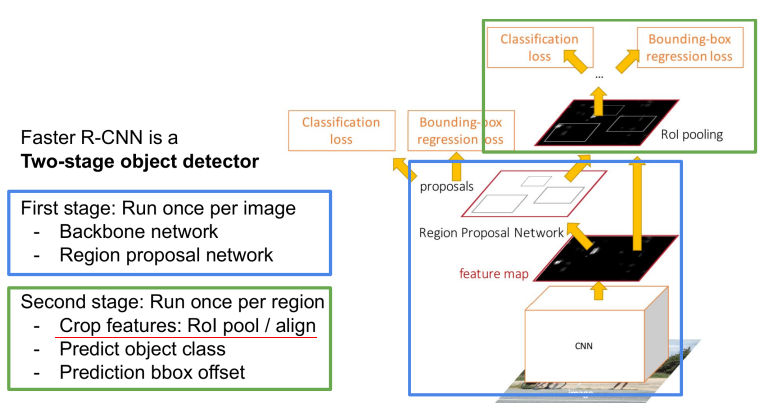 Faster R-CNN is a
Two-stage object detector
First stage: Run once per image
- Backbone network
- Region proposal network
Second stage: Run once per region
- Crop features: RoI pool / align
- Predict object class
- Prediction bbox offset
Classification
loss
Bounding-box
regression loss
...
RoI pooling
Classification
loss
Bounding-box
regression loss
proposals
Region Proposal Network
feature map
CNN